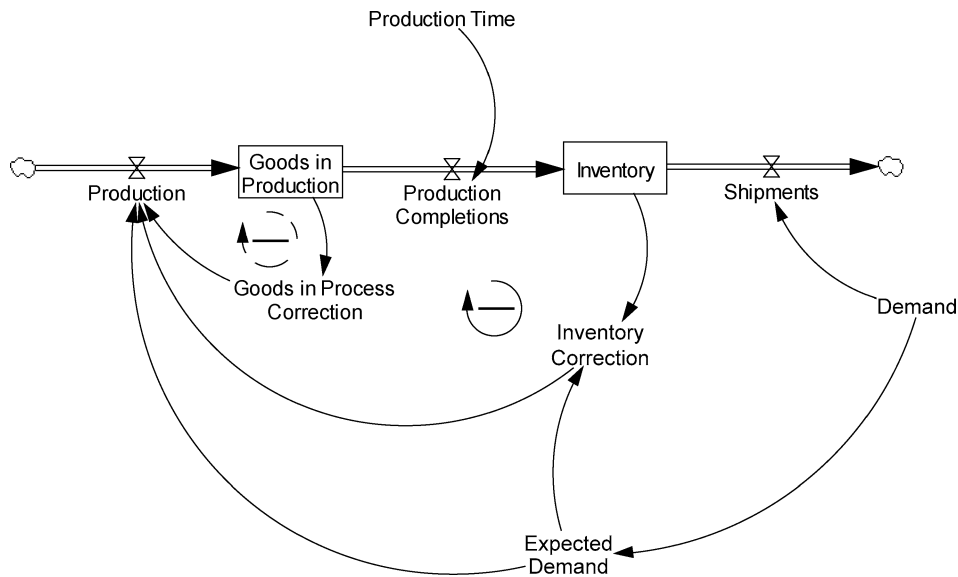 Production Time
Goods in
Production
Inventory
Production
Production
Completions
Shipments
Goods in Process
Correction
Demand
Inventory
Correction
Expected
Demand